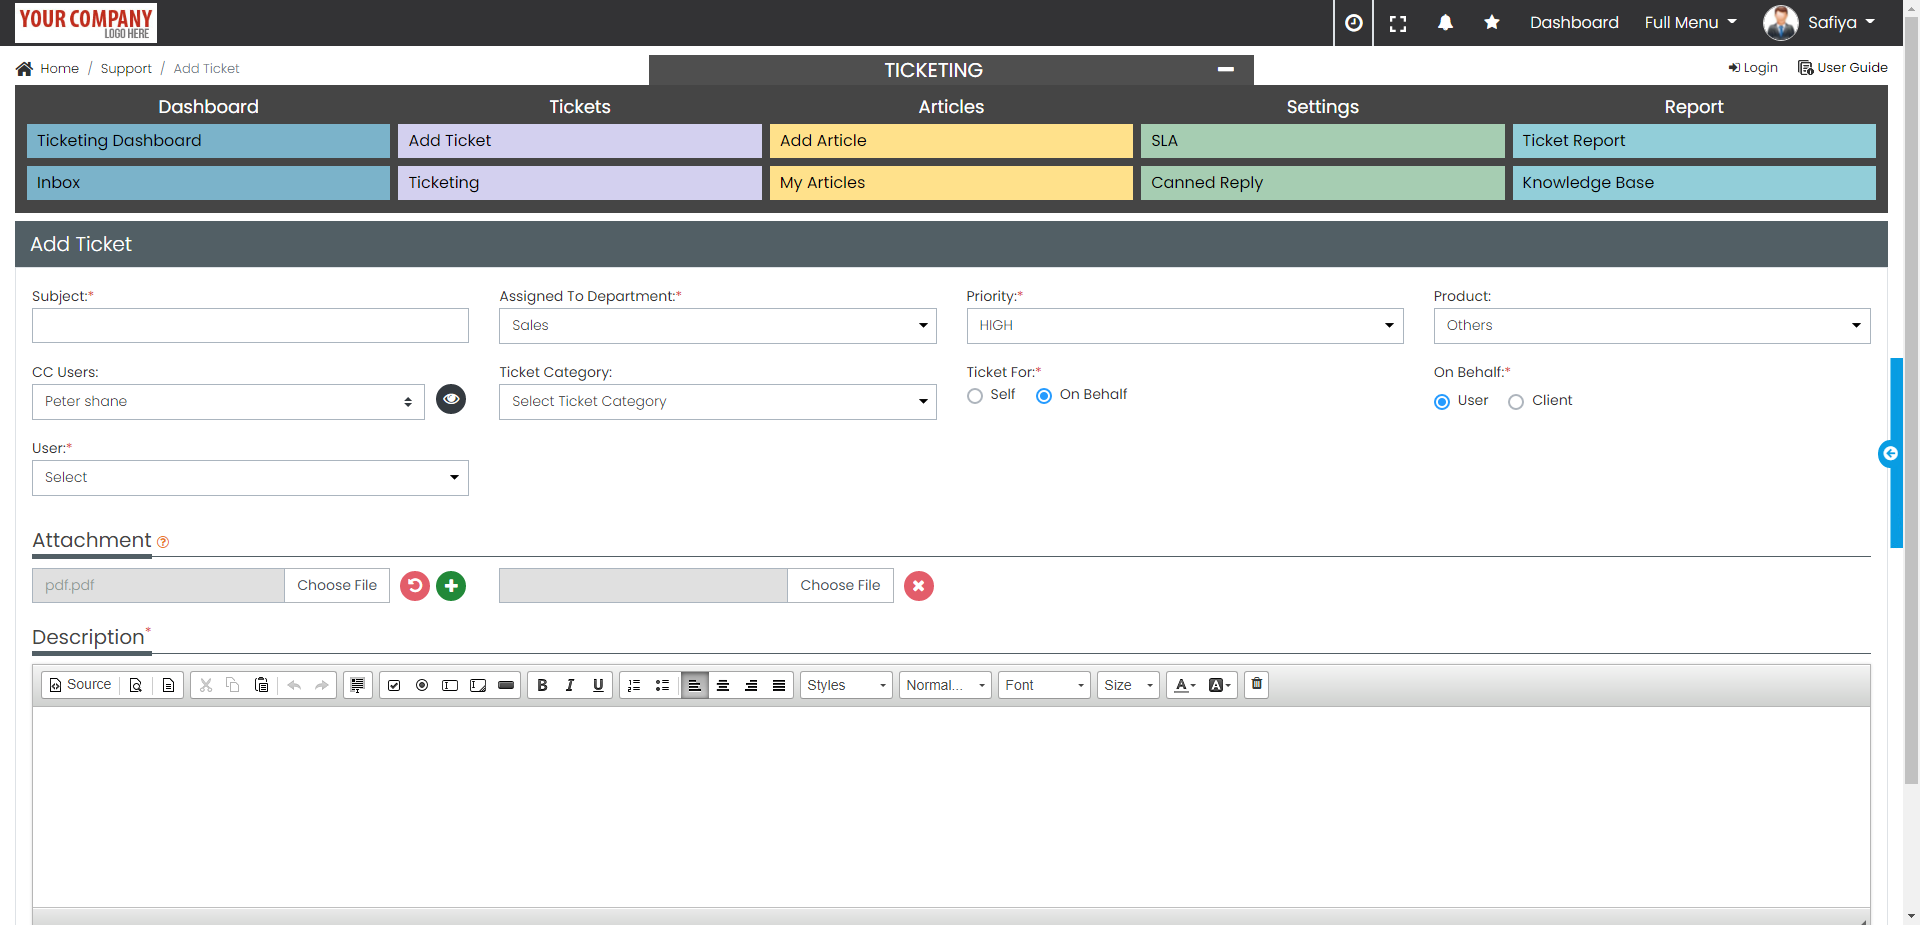 YOUR COMPANY
LOGO HERE
Dashboard
Full Menu
Safiya
Home / Support / Add Ticket
TICKETING
Login
User Guide
Dashboard
Tickets
Articles
Settings
Report
Ticketing Dashboard
Add Ticket
Add Article
SLA
Ticket Report
Inbox
Ticketing
My Articles
Canned Reply
Knowledge Base
Add Ticket
Subject:*
Assigned To Department:*
Priority:*
Product:
Sales
HIGH
Others
CC Users:
Ticket Category:
Ticket For:*
On Behalf:*
Peter shane
Select Ticket Category
Self
On Behalf
User
Client
User:*
Select
Attachment
pdf.pdf
Choose File
Choose File
Description*
Source
B
I
U
Styles
Normal...
Font
Size
A
A